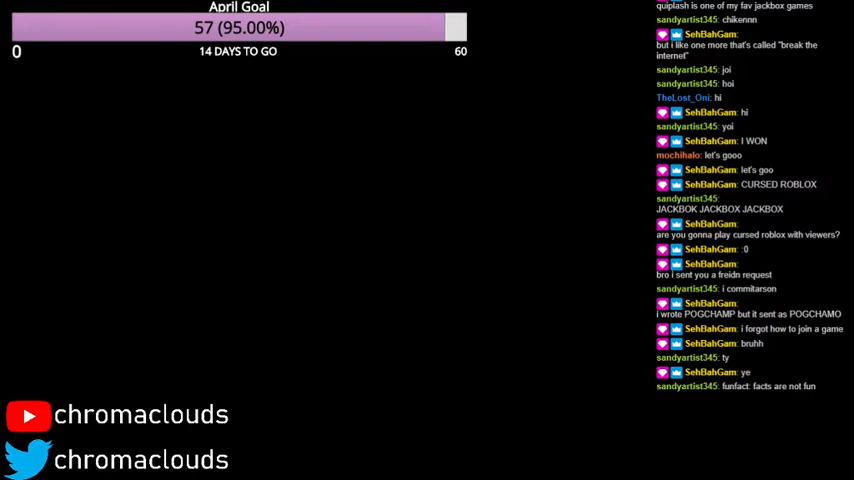 April Goal
57 (95.00%)
0 14 DAYS TO GO 60
chromaclouds
chromaclouds
quiplash is one of my fav jackbox games
sandyartist345: chikennn
SehBahGam:
but i like one more that's called "break the
internet"
sandyartist345: joi
sandyartist345: hoi
TheLost_Oni: hi
SehBahGam: hi
sandyartist345: yoi
SehBahGam: I WON
mochihalo: let's gooo
SehBahGam: let's goo
SehBahGam: CURSED ROBLOX
sandyartist345:
JACKBOK JACKBOX JACKBOX
SehBahGam:
are you gonna play cursed roblox with viewers?
SehBahGam: :0
SehBahGam:
bro i sent you a freidn request
sandyartist345: i commitarson
SehBahGam:
i wrote POGCHAMP but it sent as POGCHAMO
SehBahGam: i forgot how to join a game
SehBahGam: bruhh
sandyartist345: ty
SehBahGam: ye
sandyartist345: funfact: facts are not fun